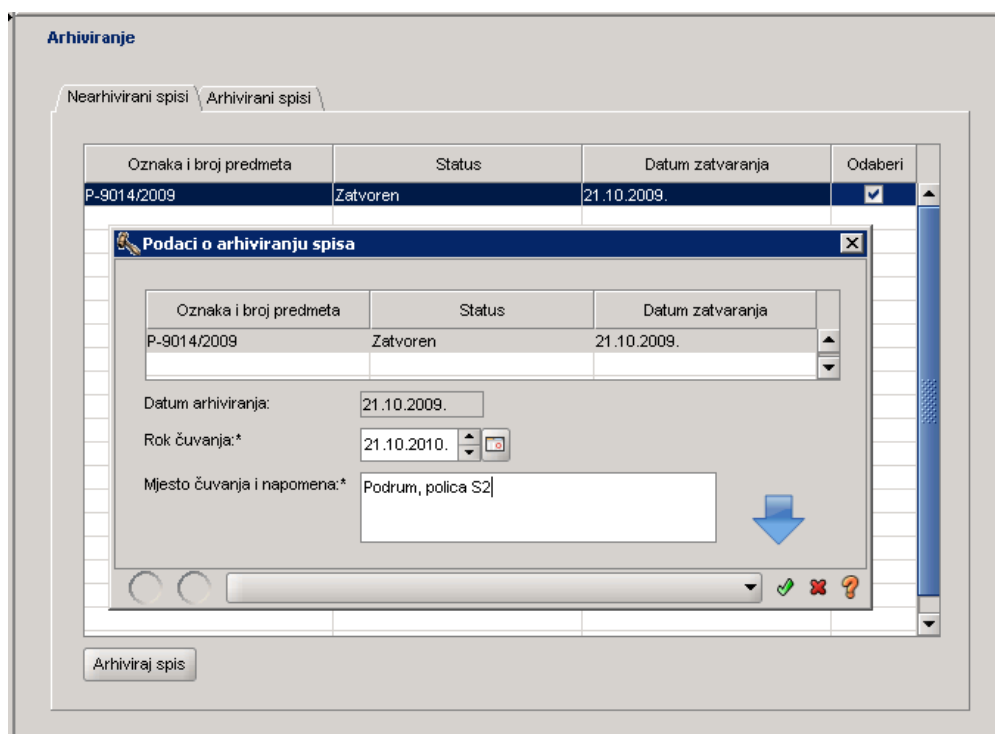 Arhiviranje
Nearhivirani spisi Arhivirani spisi
Oznaka i broj predmeta Status Datum zatvaranja Odaberi
P-9014/2009 Zatvoren 21.10.2009.
Podaci o arhiviranju spisa
Oznaka i broj predmeta Status Datum zatvaranja
P-9014/2009 Zatvoren 21.10.2009.
Datum arhiviranja: 21.10.2009.
Rok čuvanja:* 21.10.2010.
Mjesto čuvanja i napomena:* Podrum, polica S2
Arhiviraj spis